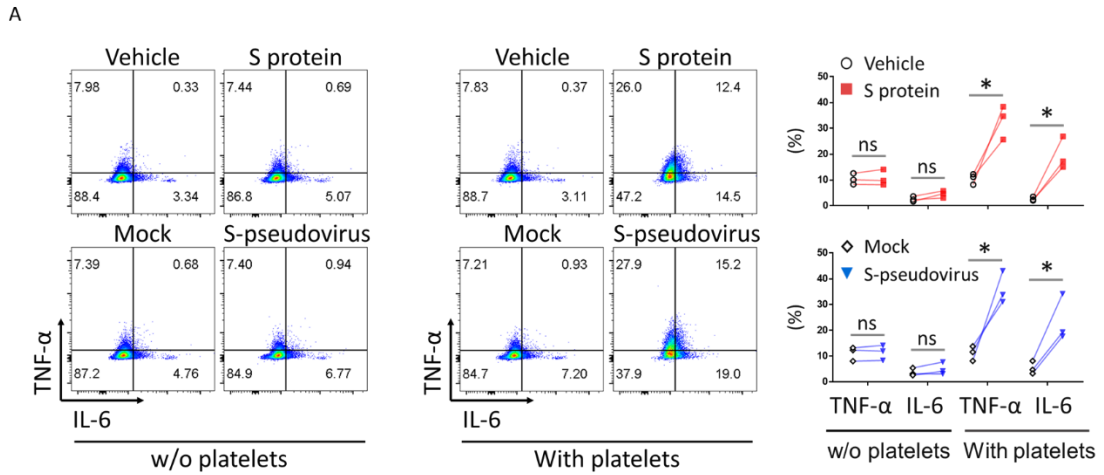 A
Vehicle
S protein
7.98 0.33
88.4 3.34
7.44 0.69
86.8 5.07
Mock
S-pseudovirus
7.39 0.68
87.2 4.76
7.40 0.94
84.9 6.77
TNF-α
IL-6
w/o platelets
Vehicle
S protein
7.83 0.37
88.7 3.11
26.0 12.4
47.2 14.5
Mock
S-pseudovirus
7.21 0.93
84.7 7.20
27.9 15.2
37.9 19.0
TNF-α
IL-6
With platelets
Vehicle
S protein
(%)
50
40
30
20
10
0
ns
ns
*
*
Mock
S-pseudovirus
(%)
50
40
30
20
10
0
ns
ns
*
*
TNF-α IL-6 TNF-α IL-6
w/o platelets With platelets